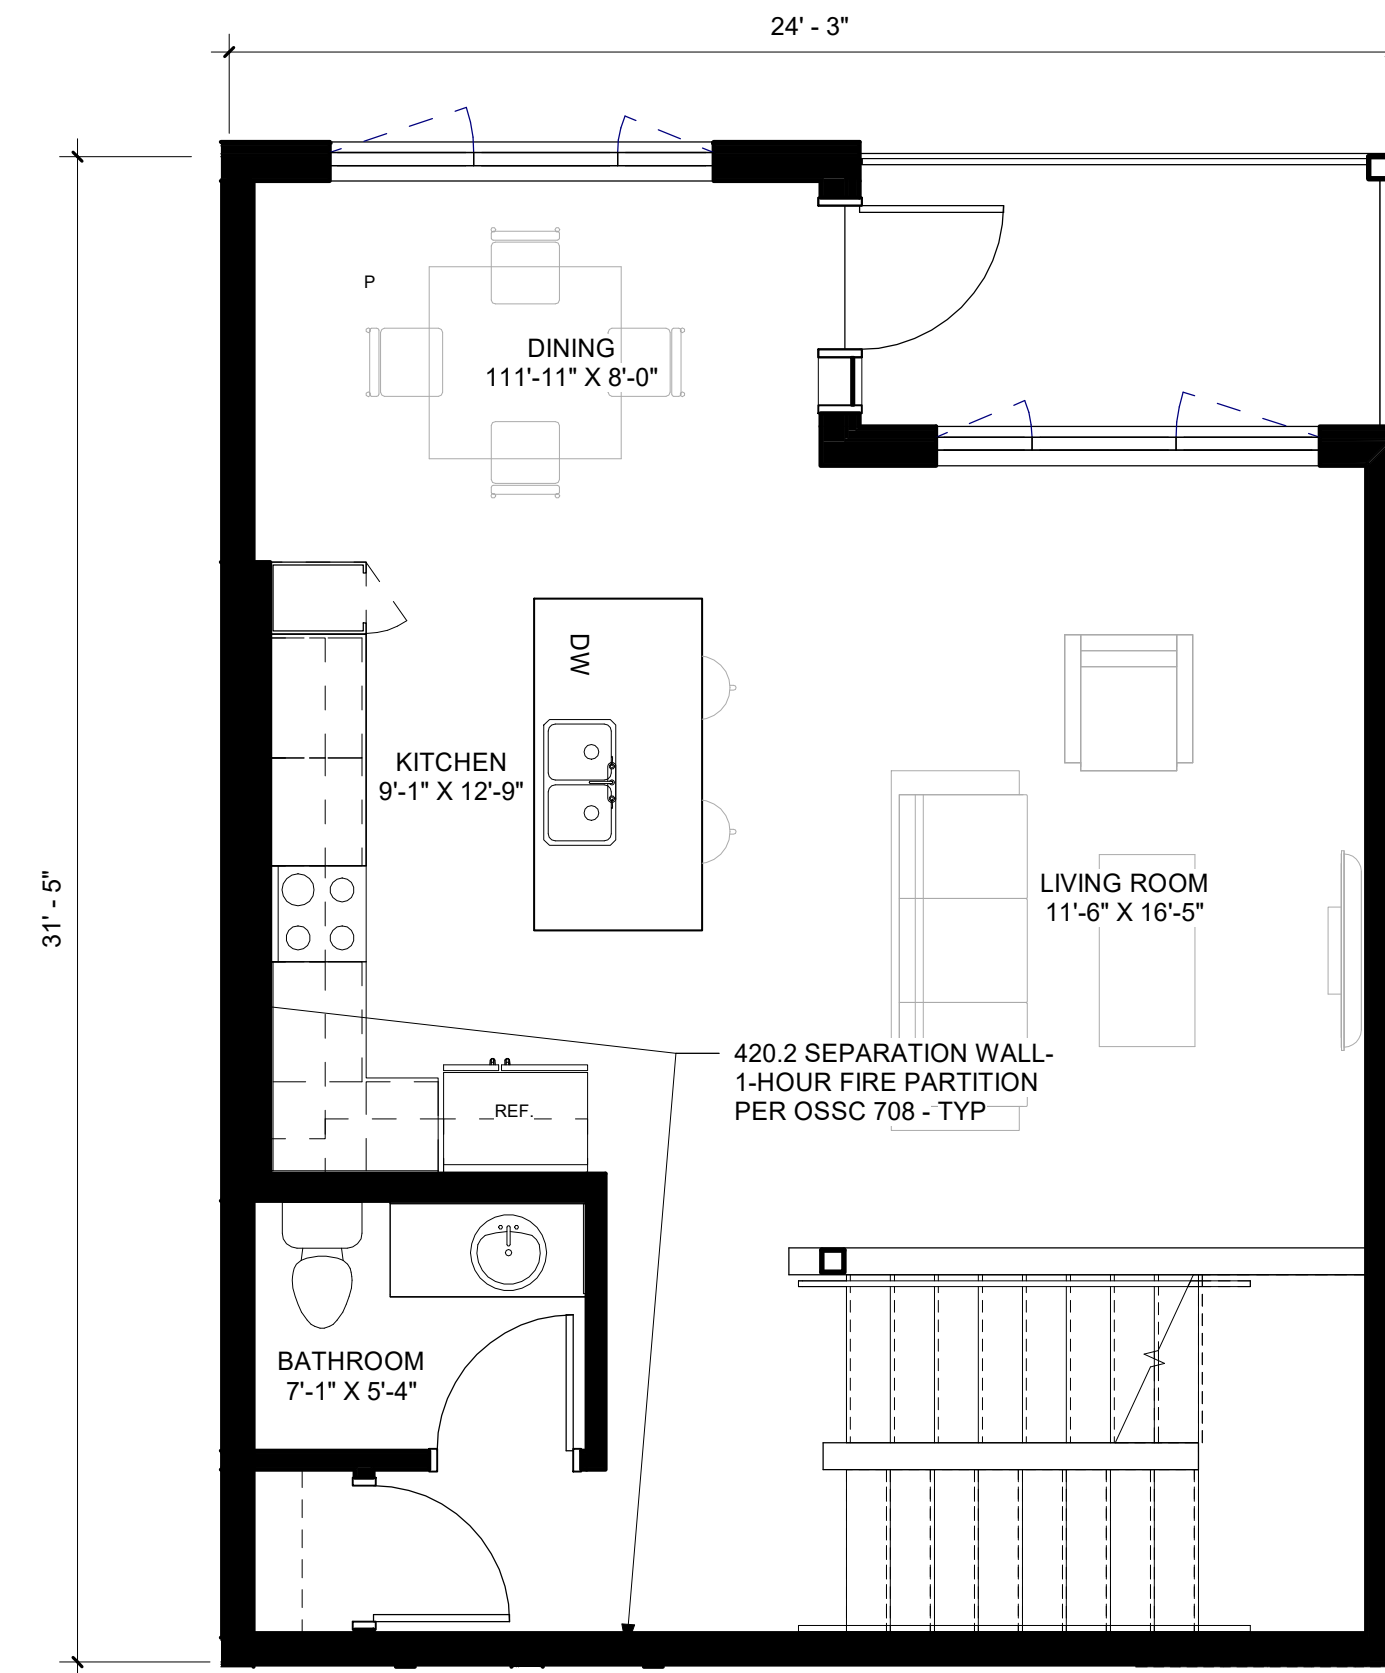 24' - 3"
P
DINING
111'-11" X 8'-0"
DW
KITCHEN
9'-1" X 12'-9"
31' - 5"
LIVING ROOM
11'-6" X 16'-5"
420.2 SEPARATION WALL-
1-HOUR FIRE PARTITION
PER OSSC 708 - TYP
REF.
BATHROOM
7'-1" X 5'-4"